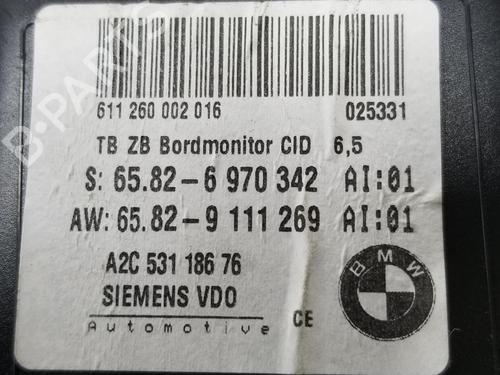 611 260 002 016 025331
TB ZB Bordmonitor CID 6,5
S: 65.82-6 970 342 AI:01
AW: 65.82-9 111 269 AI:01
A2C 531 186 76
SIEMENS VDO
Automotive CE
BMW
B-PARTS